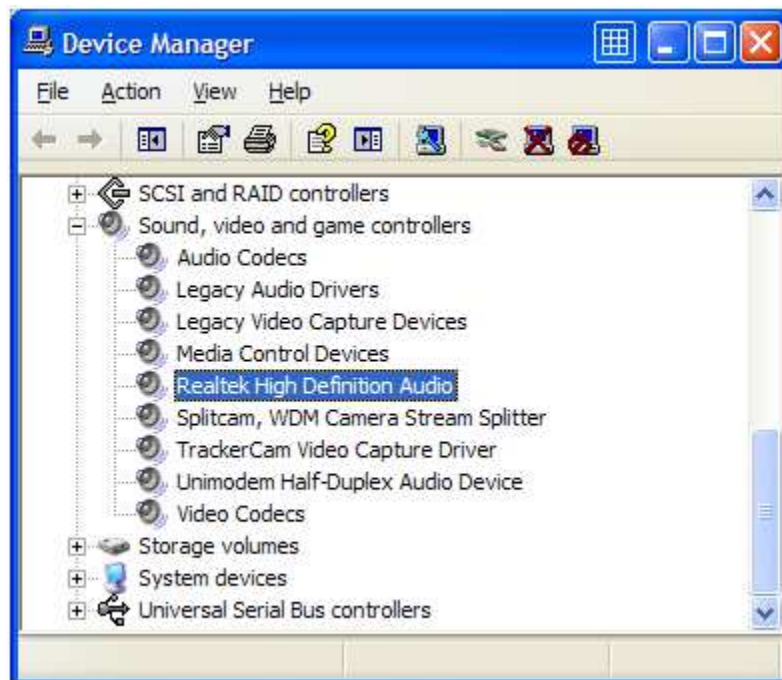 Device Manager
File Action View Help
SCSI and RAID controllers
Sound, video and game controllers
Audio Codecs
Legacy Audio Drivers
Legacy Video Capture Devices
Media Control Devices
Realtek High Definition Audio
Splitcam, WDM Camera Stream Splitter
TrackerCam Video Capture Driver
Unimodem Half-Duplex Audio Device
Video Codecs
Storage volumes
System devices
Universal Serial Bus controllers